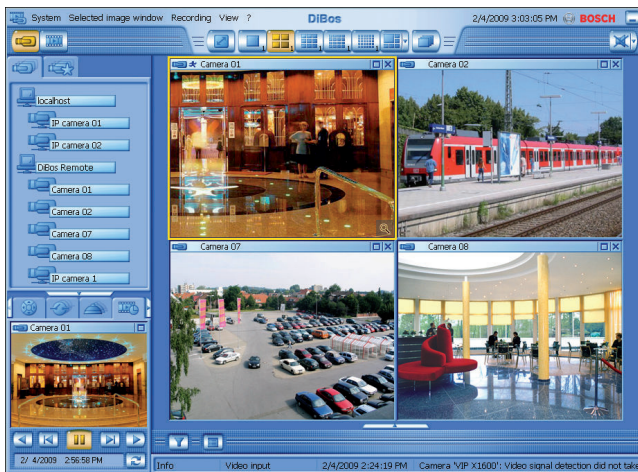 System Selected image window Recording View ? DiBos 2/4/2009 3:03:05 PM BOSCH
Camera 01
Camera 02
localhost
IP camera 01
IP camera 02
DiBos Remote
Camera 01
Camera 02
Camera 07
Camera 08
IP camera 1
Camera 07
Camera 08
Camera 01
2/ 4/2009 2:56:58 PM
Info Video input 2/4/2009 2:24:19 PM Camera 'VIP X1600': Video signal detection did not take